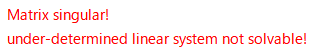 Matrix singular!
under-determined linear system not solvable!